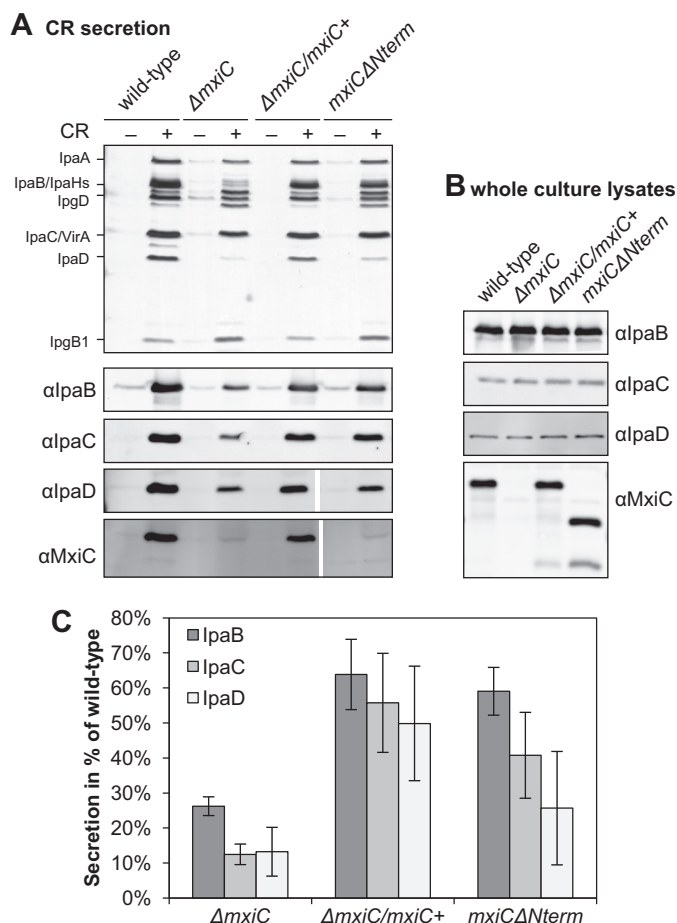 A CR secretion
wild-type
ΔmxiC
ΔmxiC/mxiC+
mxiCΔNterm
CR – + – + – + – +
IpaA
IpaB/IpaHs
IpgD
IpaC/VirA
IpaD
IpgB1
αIpaB
αIpaC
αIpaD
αMxiC
B whole culture lysates
wild-type
ΔmxiC
ΔmxiC/mxiC+
mxiCΔNterm
αIpaB
αIpaC
αIpaD
αMxiC
C
Secretion in % of wild-type
80%
70%
60%
50%
40%
30%
20%
10%
0%
IpaB
IpaC
IpaD
ΔmxiC ΔmxiC/mxiC+ mxiCΔNterm